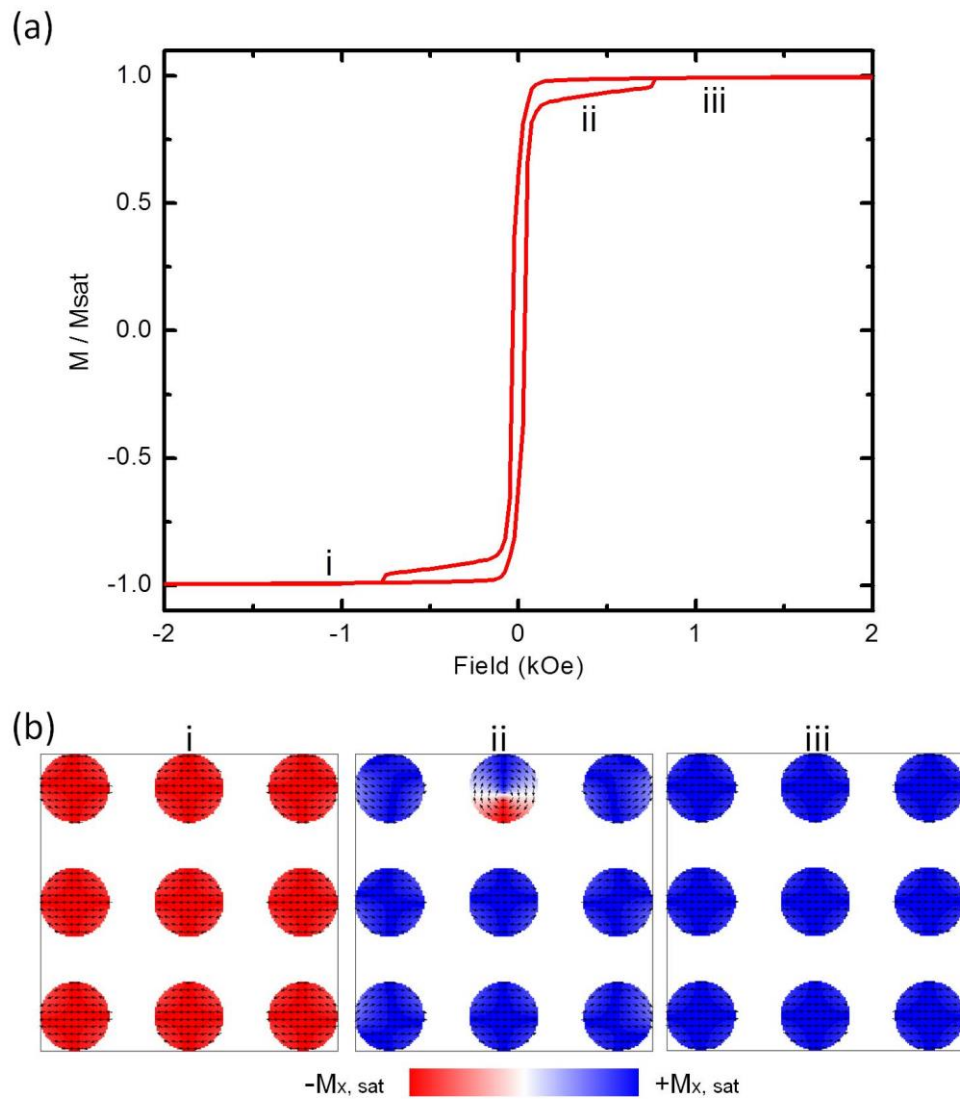 (a)
1.0
0.5
0.0
-0.5
-1.0
M / Msat
i
ii
iii
-2
-1
0
1
2
Field (kOe)
(b)
i
ii
iii
-Mx, sat
+Mx, sat